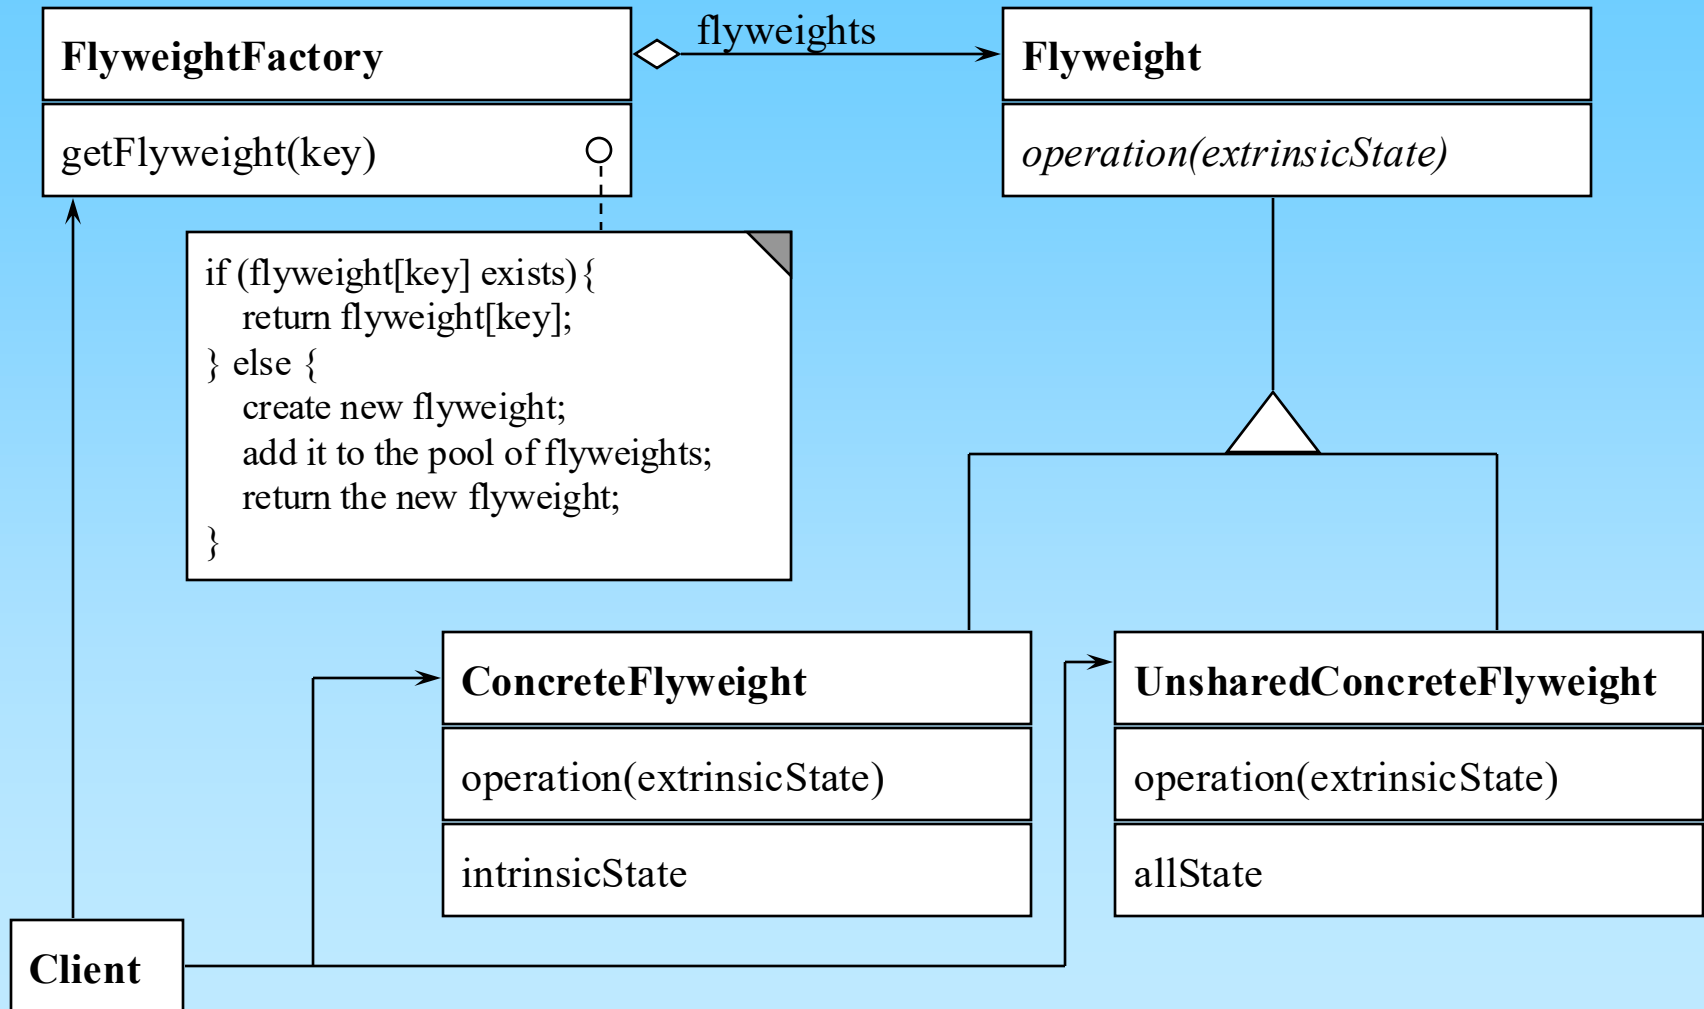 FlyweightFactory
getFlyweight(key)
flyweights
Flyweight
operation(extrinsicState)
if (flyweight[key] exists){
return flyweight[key];
} else {
create new flyweight;
add it to the pool of flyweights;
return the new flyweight;
}
ConcreteFlyweight
operation(extrinsicState)
intrinsicState
UnsharedConcreteFlyweight
operation(extrinsicState)
allState
Client